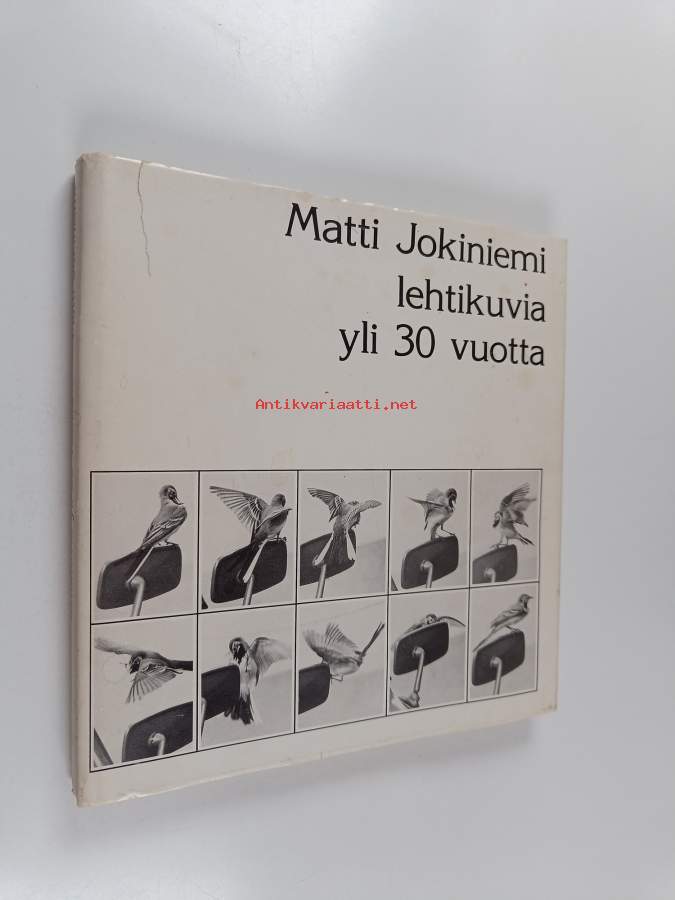 Matti Jokiniemi
lehtikuvia
yli 30 vuotta
Antikvariaatti.net